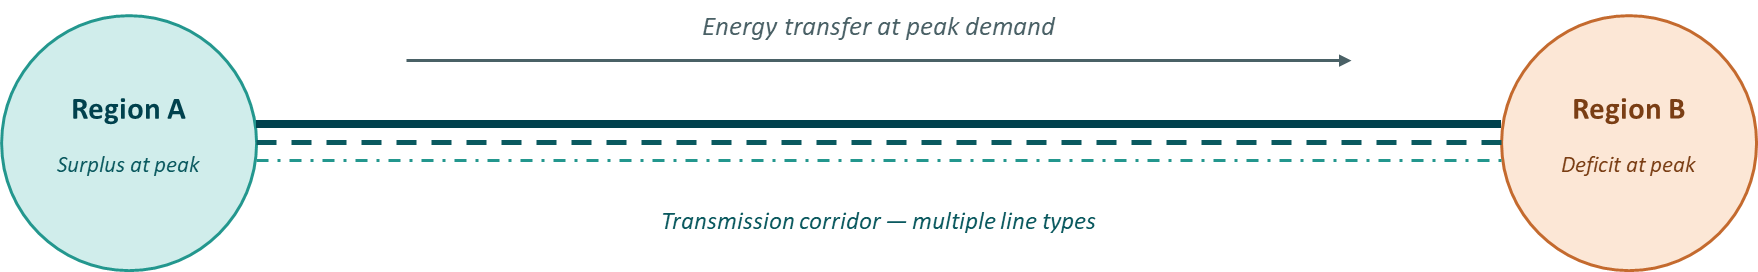 Energy transfer at peak demand
Region A
Surplus at peak
Region B
Deficit at peak
Transmission corridor — multiple line types